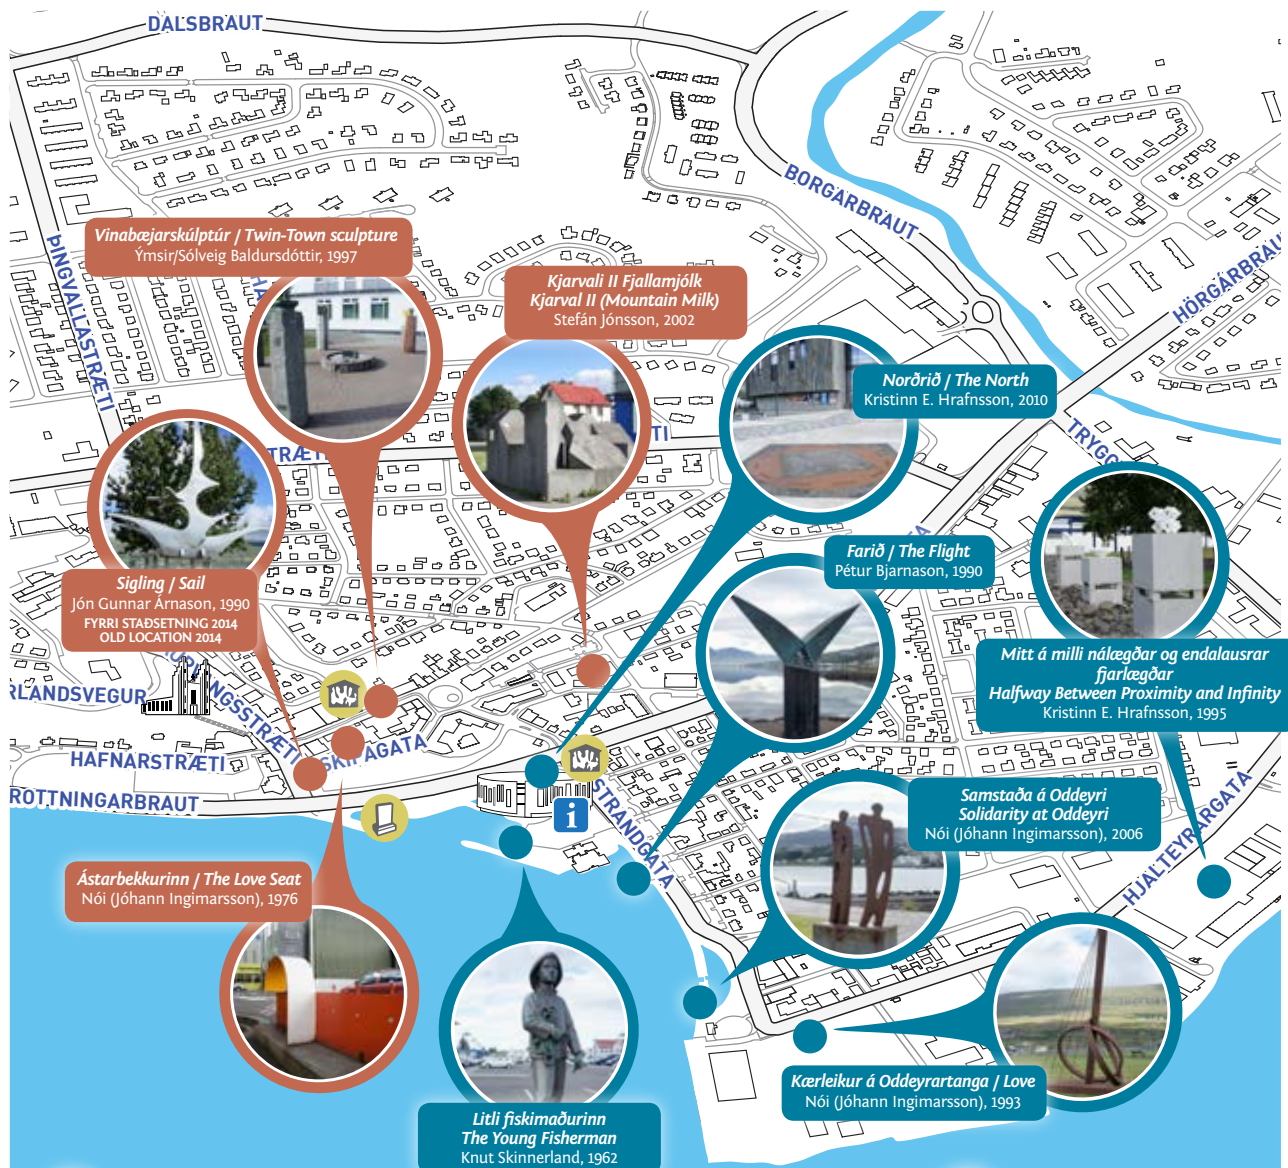 DALSBRAUT
BORGARBRAUT
HÖRGÁRBRAUT
ÞINGVALLASTRÆTI
Vinabæjarskúlptúr / Twin-Town sculpture
Ýmsir/Sólveig Baldursdóttir, 1997
Kjarvali II Fjallamjólk
Kjarval II (Mountain Milk)
Stefán Jónsson, 2002
Norðrið / The North
Kristinn E. Hrafnsson, 2010
TRYGG
Farið / The Flight
Pétur Bjarnason, 1990
Sigling / Sail
Jón Gunnar Árnason, 1990
FYRRI STAÐSETNING 2014
OLD LOCATION 2014
Mitt á milli nálægðar og endalausrar
fjarlægðar
Halfway Between Proximity and Infinity
Kristinn E. Hrafnsson, 1995
RLANDSVEGUR
NGSSTRÆTI
SKIPAGATA
HAFNARSTRÆTI
ROTTNINGARBRAUT
i
STRANDGATA
HJALTEYRARGATA
Samstaða á Oddeyri
Solidarity at Oddeyri
Nói (Jóhann Ingimarsson), 2006
Ástarbekkurinn / The Love Seat
Nói (Jóhann Ingimarsson), 1976
Kærleikur á Oddeyrartanga / Love
Nói (Jóhann Ingimarsson), 1993
Litli fiskimaðurinn
The Young Fisherman
Knut Skinnerland, 1962